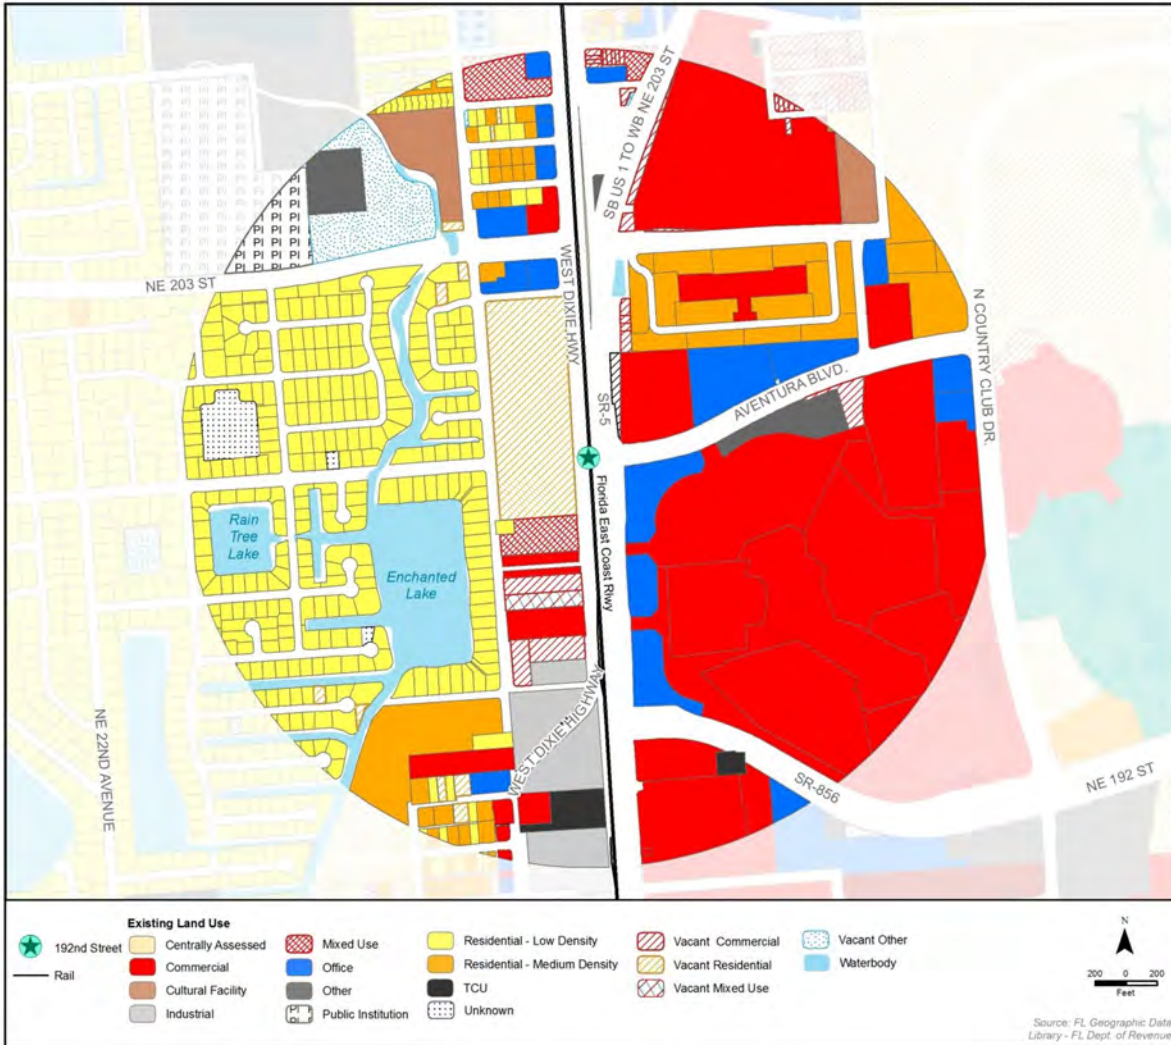 SB US 1 TO WB NE 203 ST
NE 203 ST
WEST DIXIE HWY
N COUNTRY CLUB DR.
SR-5
AVENTURA BLVD.
Florida East Coast Rlwy
Rain
Tree
Lake
Enchanted
Lake
WEST DIXIE HIGHWAY
NE 22ND AVENUE
SR-856
NE 192 ST
Existing Land Use
192nd Street
Rail
Centrally Assessed
Commercial
Cultural Facility
Industrial
Mixed Use
Office
Other
PI
PI
Public Institution
Residential - Low Density
Residential - Medium Density
TCU
Unknown
Vacant Commercial
Vacant Residential
Vacant Mixed Use
Vacant Other
Waterbody
N
200 0 200
Feet
Source: FL Geographic Data
Library - FL Dept. of Revenue